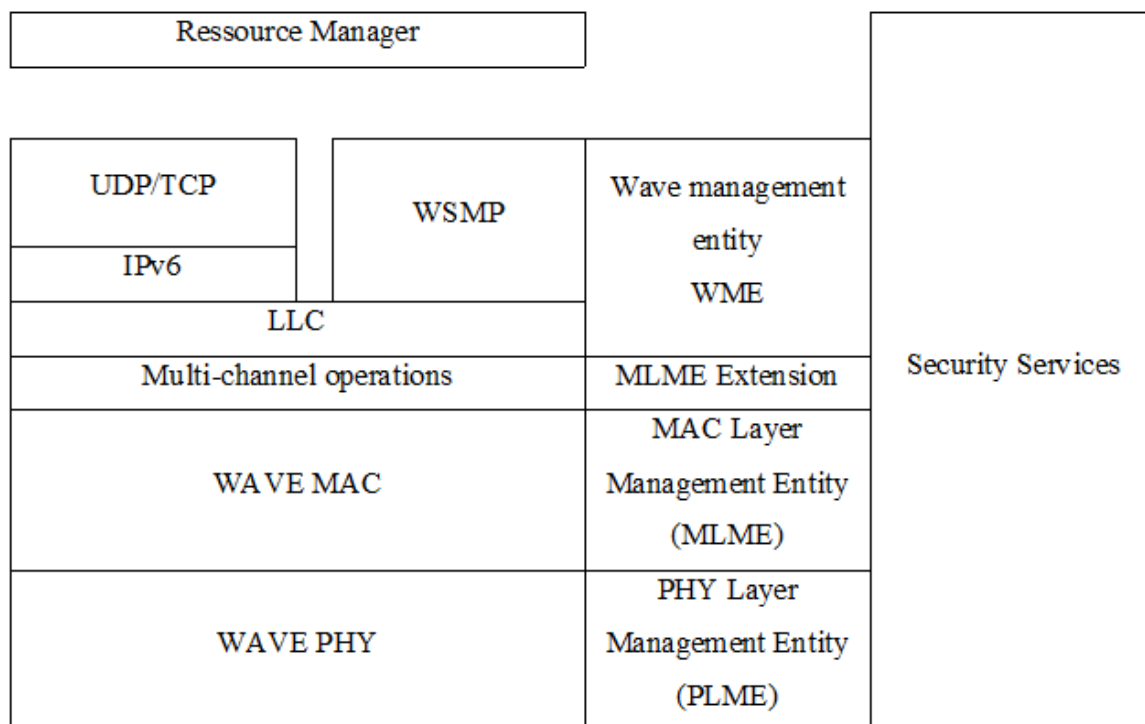 Ressource Manager
UDP/TCP
IPv6
WSMP
LLC
Wave management
entity
WME
Multi-channel operations
MLME Extension
WAVE MAC
MAC Layer
Management Entity
(MLME)
WAVE PHY
PHY Layer
Management Entity
(PLME)
Security Services